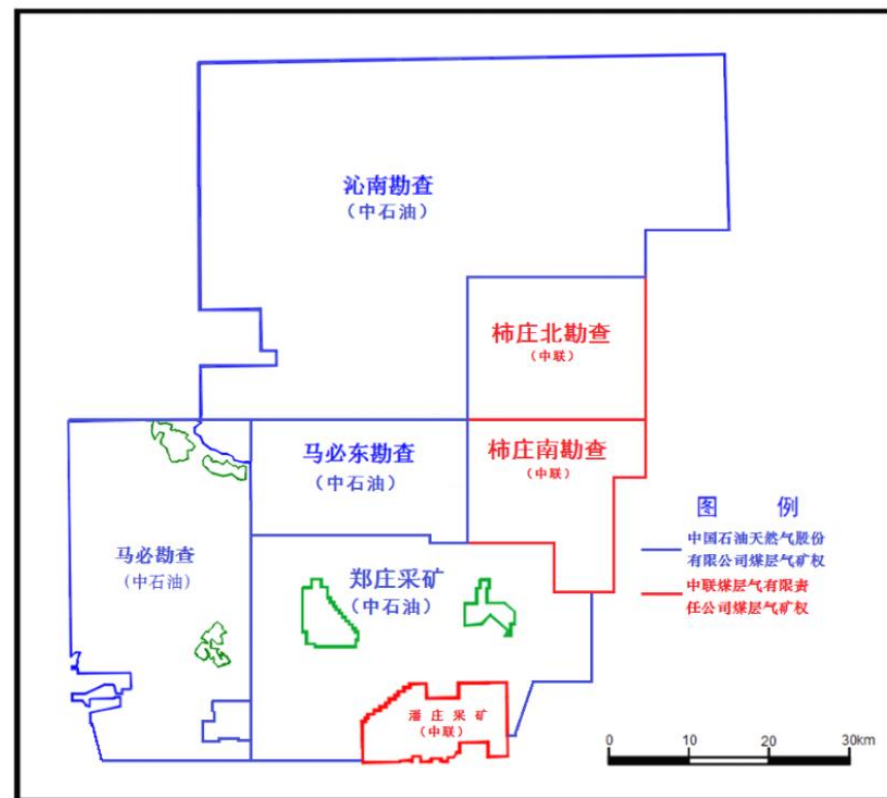 沁南勘查
（中石油）
柿庄北勘查
（中联）
马必东勘查
（中石油）
柿庄南勘查
（中联）
马必勘查
（中石油）
郑庄采矿
（中石油）
潘庄采矿
（中联）
图 例
中国石油天然气股份
有限公司煤层气矿权
中联煤层气有限责
任公司煤层气矿权
0 10 20 30km